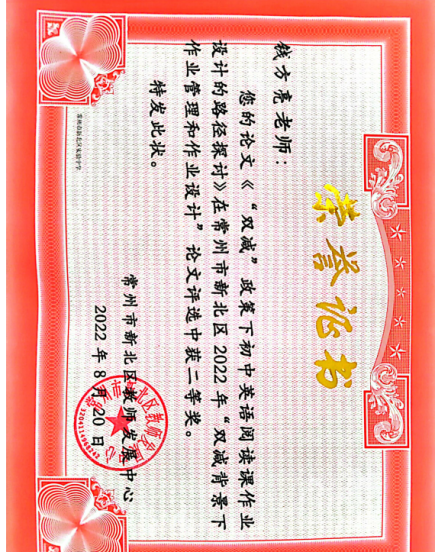 荣誉证书
钱方亮老师：
您的论文《“双减”政策下初中英语阅读课作业
设计的路径探讨》在常州市新北区2022年“双减背景下
作业管理和作业设计”论文评选中获二等奖。
特发此状。
常州市新北区教师发展中心
2022年8月20日